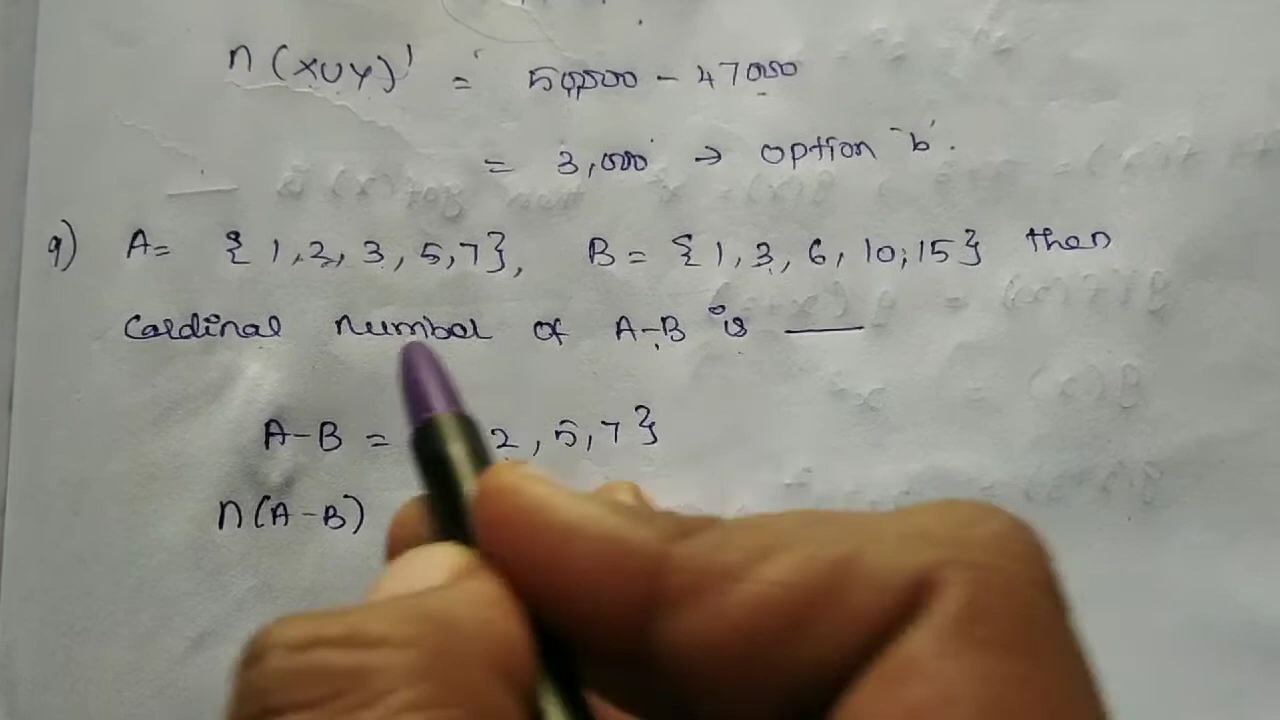 n(XUY)' = 50,000 - 47000
= 3,000 → option 'b'.
9) A= {1,2,3,5,7}, B= {1,3,6,10,15} then
Cardinal number of A-B is ___
A-B = 2,5,7}
n(A-B)